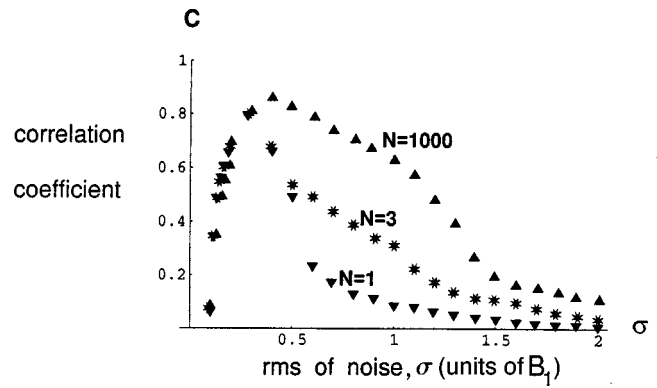 C
1
0.8
0.6
0.4
0.2
correlation
coefficient
N=1000
N=3
N=1
0.5
1
1.5
2
σ
rms of noise, σ (units of B₁)